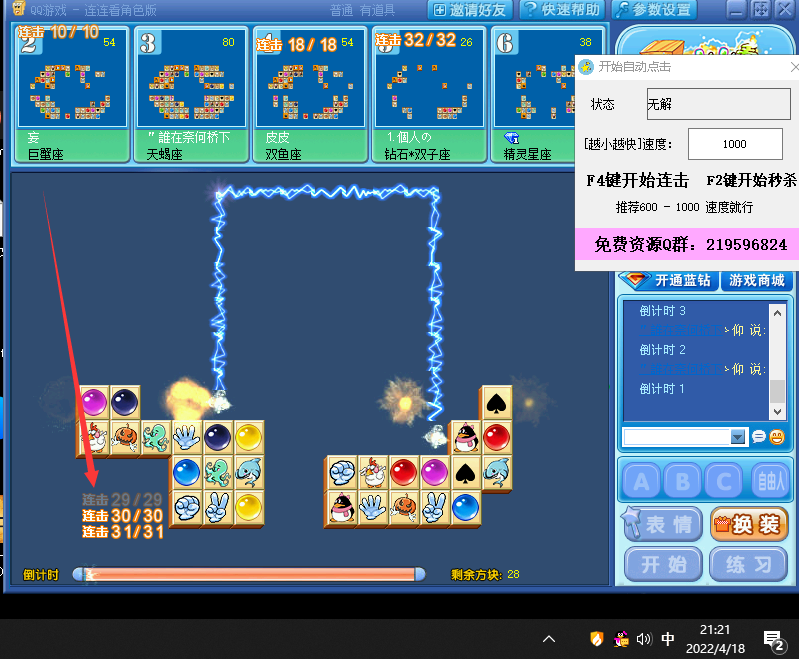 QQ游戏 - 连连看角色版
普通 有道具
邀请好友
快速帮助
参数设置
2
连击 10/10
54
妄
巨蟹座
3
80
"誰在奈何桥下
天蝎座
连击 18/18
54
皮皮
双鱼座
5
连击 32/32
26
1.個人の
钻石*双子座
6
38
精灵星座
开始自动点击
状态
无解
[越小越快]速度：
1000
F4键开始连击 F2键开始秒杀
推荐600 - 1000 速度就行
免费资源Q群：219596824
开通蓝钻
游戏商城
倒计时 3
仰 说:
倒计时 2
仰 说:
倒计时 1
A
B
C
自由人
表 情
换 装
开 始
练 习
连击 29/29
连击 30/30
连击 31/31
倒计时
剩余方块: 28
中
21:21
2022/4/18
2